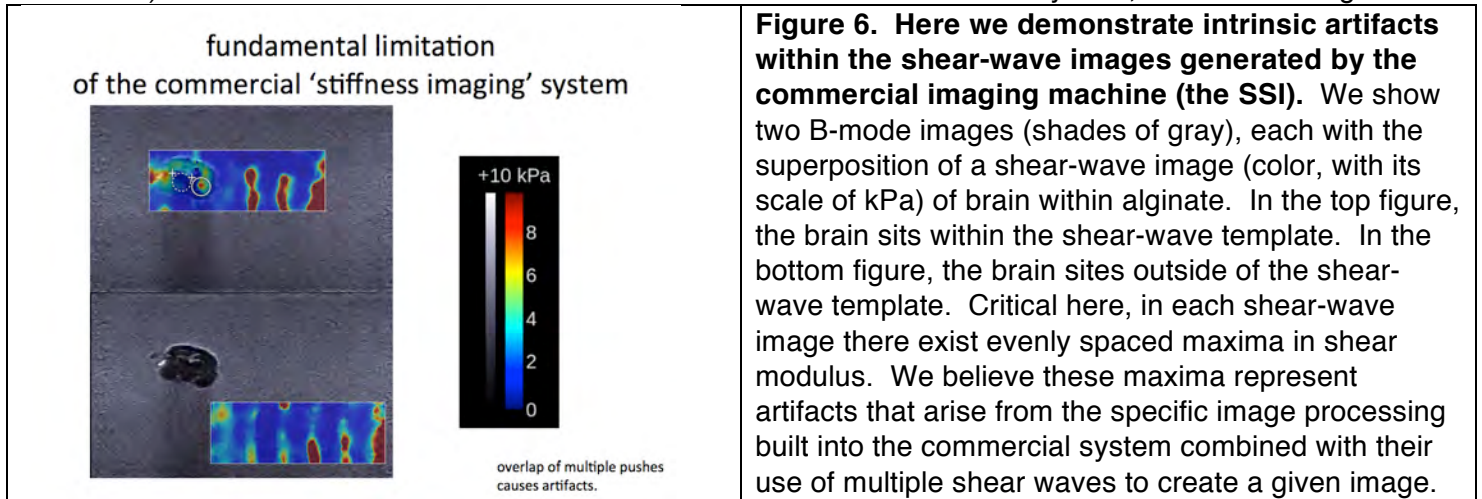 fundamental limitation
of the commercial ‘stiffness imaging’ system
+10 kPa
8
6
4
2
0
overlap of multiple pushes
causes artifacts.
Figure 6. Here we demonstrate intrinsic artifacts
within the shear-wave images generated by the
commercial imaging machine (the SSI). We show
two B-mode images (shades of gray), each with the
superposition of a shear-wave image (color, with its
scale of kPa) of brain within alginate. In the top figure,
the brain sits within the shear-wave template. In the
bottom figure, the brain sites outside of the shear-
wave template. Critical here, in each shear-wave
image there exist evenly spaced maxima in shear
modulus. We believe these maxima represent
artifacts that arise from the specific image processing
built into the commercial system combined with their
use of multiple shear waves to create a given image.